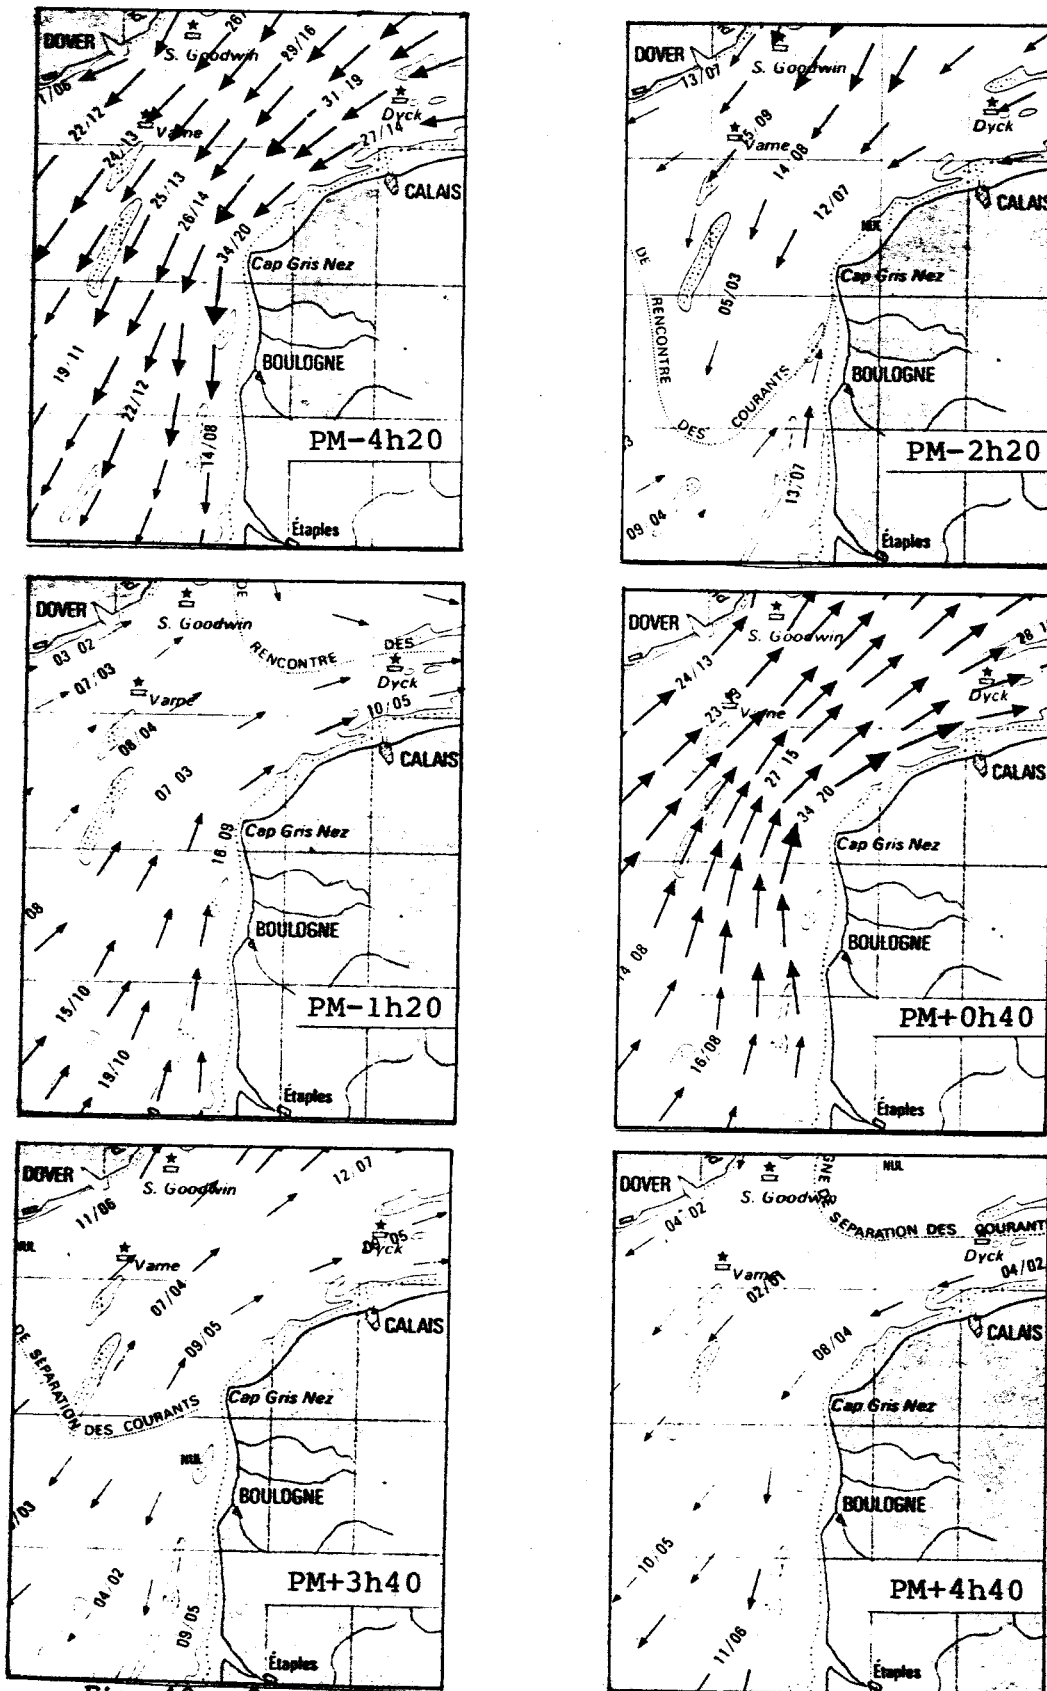 DOVER
S. Goodwin
26/
29/16
31/19
27/14
Dyck
22/12
Varne
24/13
25/13
26/14
34/20
CALAIS
Cap Gris Nez
19/11
22/12
14/08
BOULOGNE
PM-4h20
Étaples
DOVER
S. Goodwin
13/07
Dyck
Varne
14/08
12/07
NUL
CALAIS
Cap Gris Nez
DE
RENCONTRE
DES
COURANTS
05/03
BOULOGNE
PM-2h20
13/07
09/04
Étaples
DOVER
S. Goodwin
DE
RENCONTRE
DES
03 02
07/03
Varne
Dyck
10/05
08/04
07 03
CALAIS
16 09
Cap Gris Nez
08
BOULOGNE
15/10
19/10
PM-1h20
Étaples
DOVER
S. Goodwin
24/13
Varne
Dyck
27 15
34 20
CALAIS
Cap Gris Nez
14 08
BOULOGNE
16/08
PM+0h40
Étaples
DOVER
S. Goodwin
12.07
11/06
NUL
Varne
Dyck
07/04
09/05
CALAIS
DE SÉPARATION
DES COURANTS
Cap Gris Nez
NUL
BOULOGNE
/03
04/02
09/05
PM+3h40
Étaples
DOVER
S. Goodwin
NUL
GNE DE SÉPARATION DES COURANT
04 02
Varne
Dyck
04/02
08/04
CALAIS
Cap Gris Nez
BOULOGNE
10/05
11/06
PM+4h40
Étaples